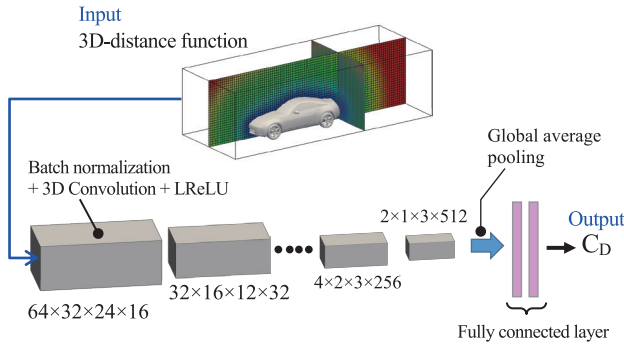 Input
3D-distance function
Batch normalization
+ 3D Convolution + LReLU
64×32×24×16
32×16×12×32
4×2×3×256
2×1×3×512
Global average
pooling
Output
C_D
Fully connected layer